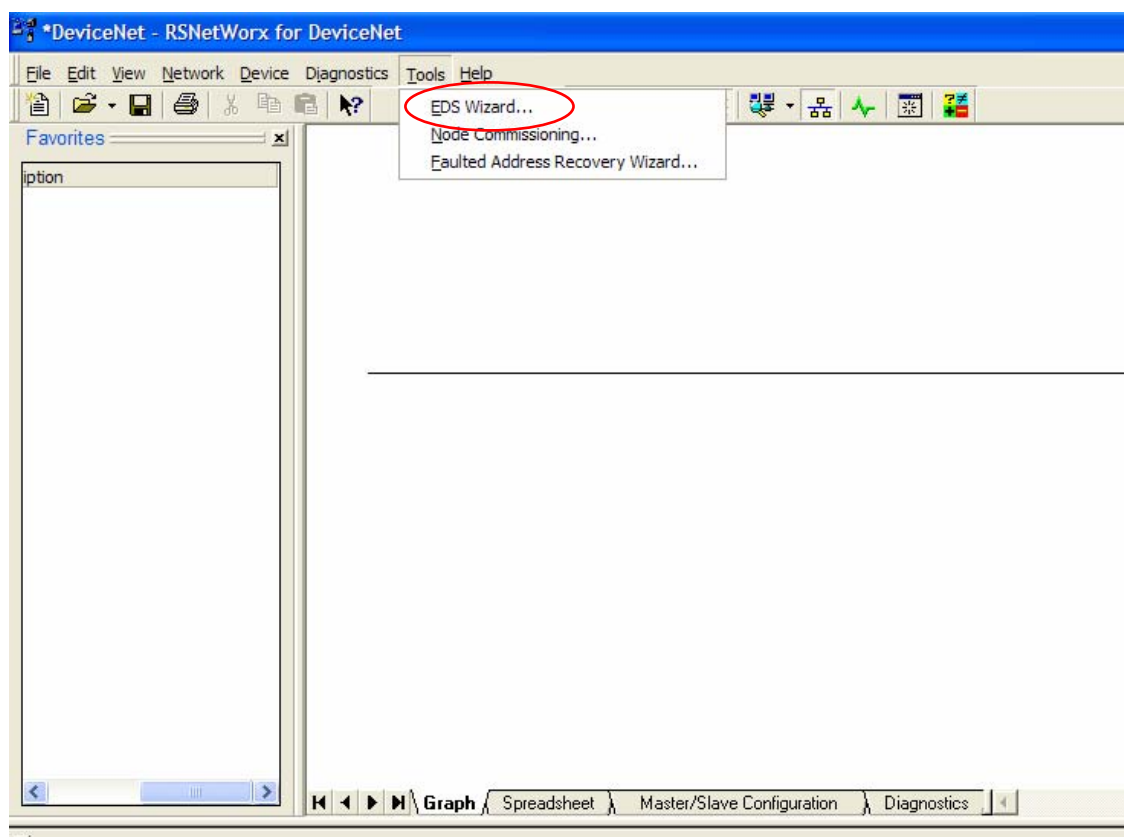 *DeviceNet - RSNetWorx for DeviceNet
File Edit View Network Device Diagnostics Tools Help
EDS Wizard...
Node Commissioning...
Faulted Address Recovery Wizard...
Favorites
iption
Graph Spreadsheet Master/Slave Configuration Diagnostics